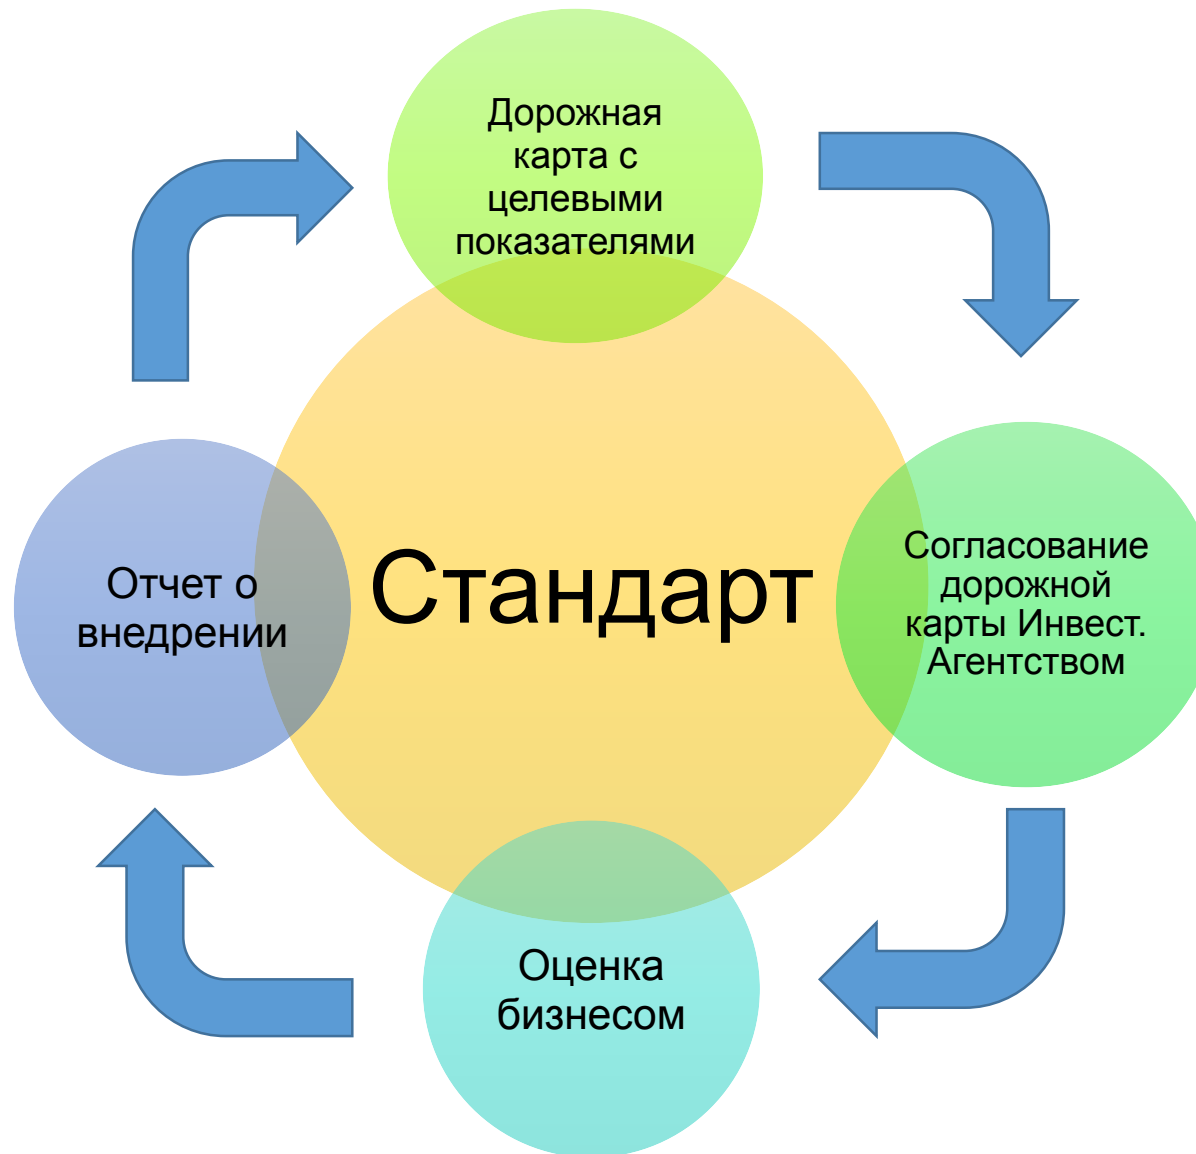 Дорожная
карта с
целевыми
показателями
Стандарт
Согласование
дорожной
карты Инвест.
Агентством
Оценка
бизнесом
Отчет о
внедрении